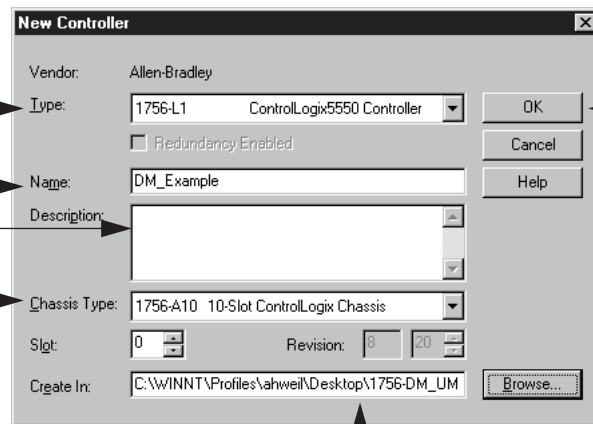 New Controller
Vendor: Allen-Bradley
Type: 1756-L1 ControlLogix5550 Controller
OK
Redundancy Enabled
Cancel
Name: DM_Example
Help
Description:
Chassis Type: 1756-A10 10-Slot ControlLogix Chassis
Slot: 0 Revision: 8 20
Create In: C:\WINNT\Profiles\ahweil\Desktop\1756-DM_UM
Browse...